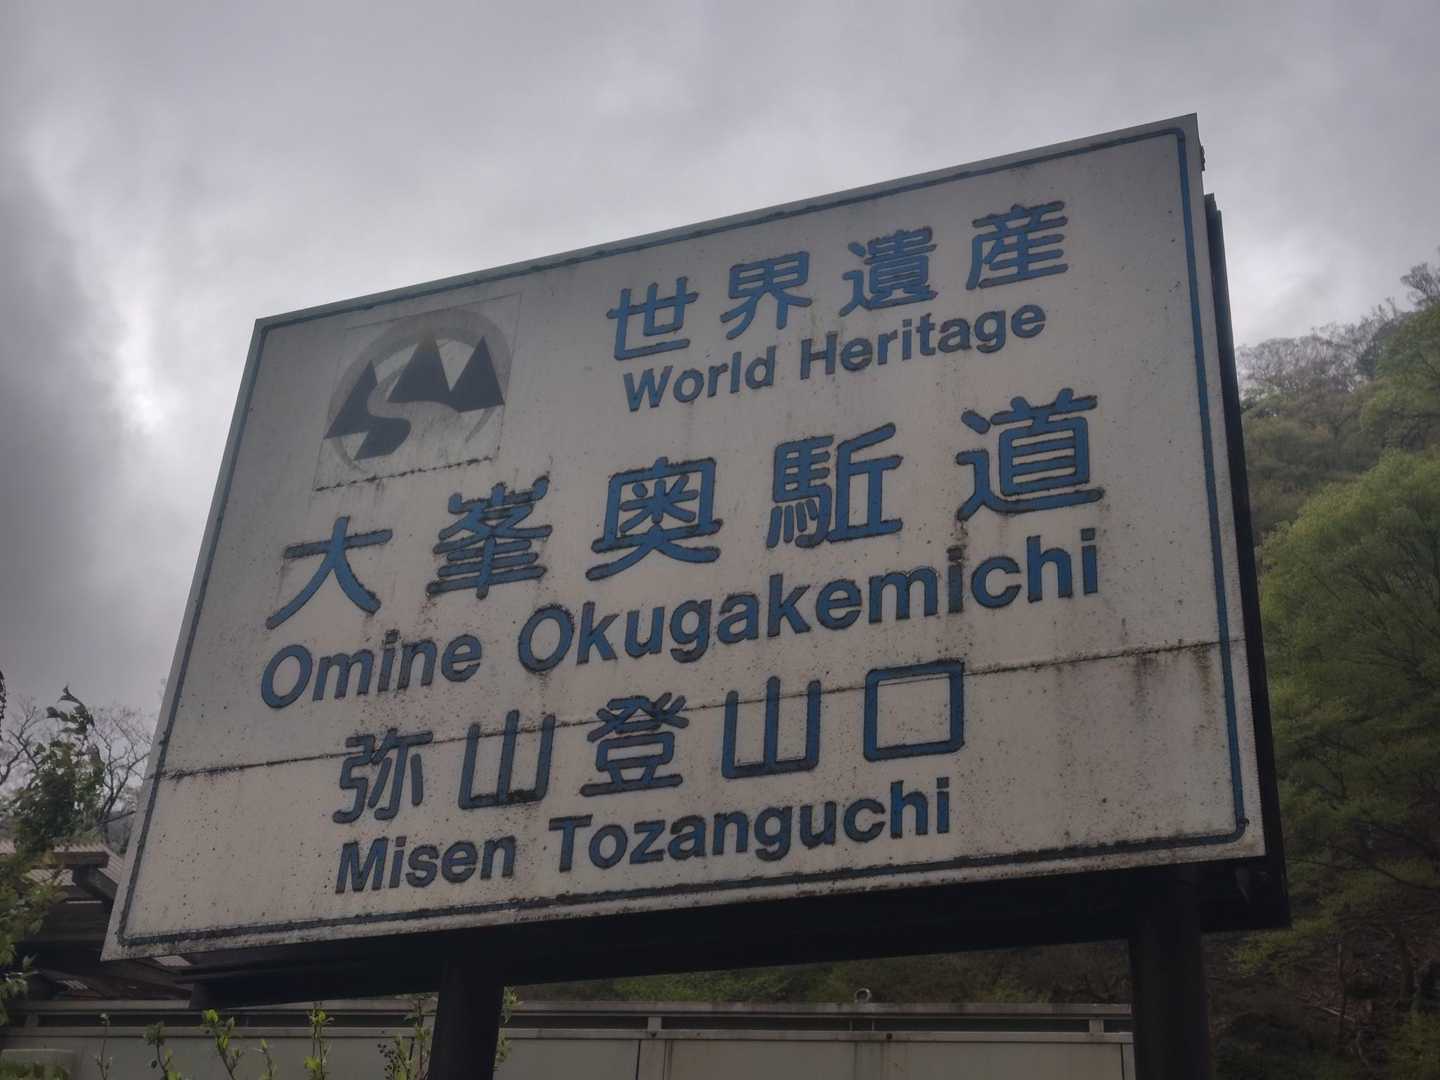 世界遺産
World Heritage
大峯奥駈道
Omine Okugakemichi
弥山登山口
Misen Tozanguchi